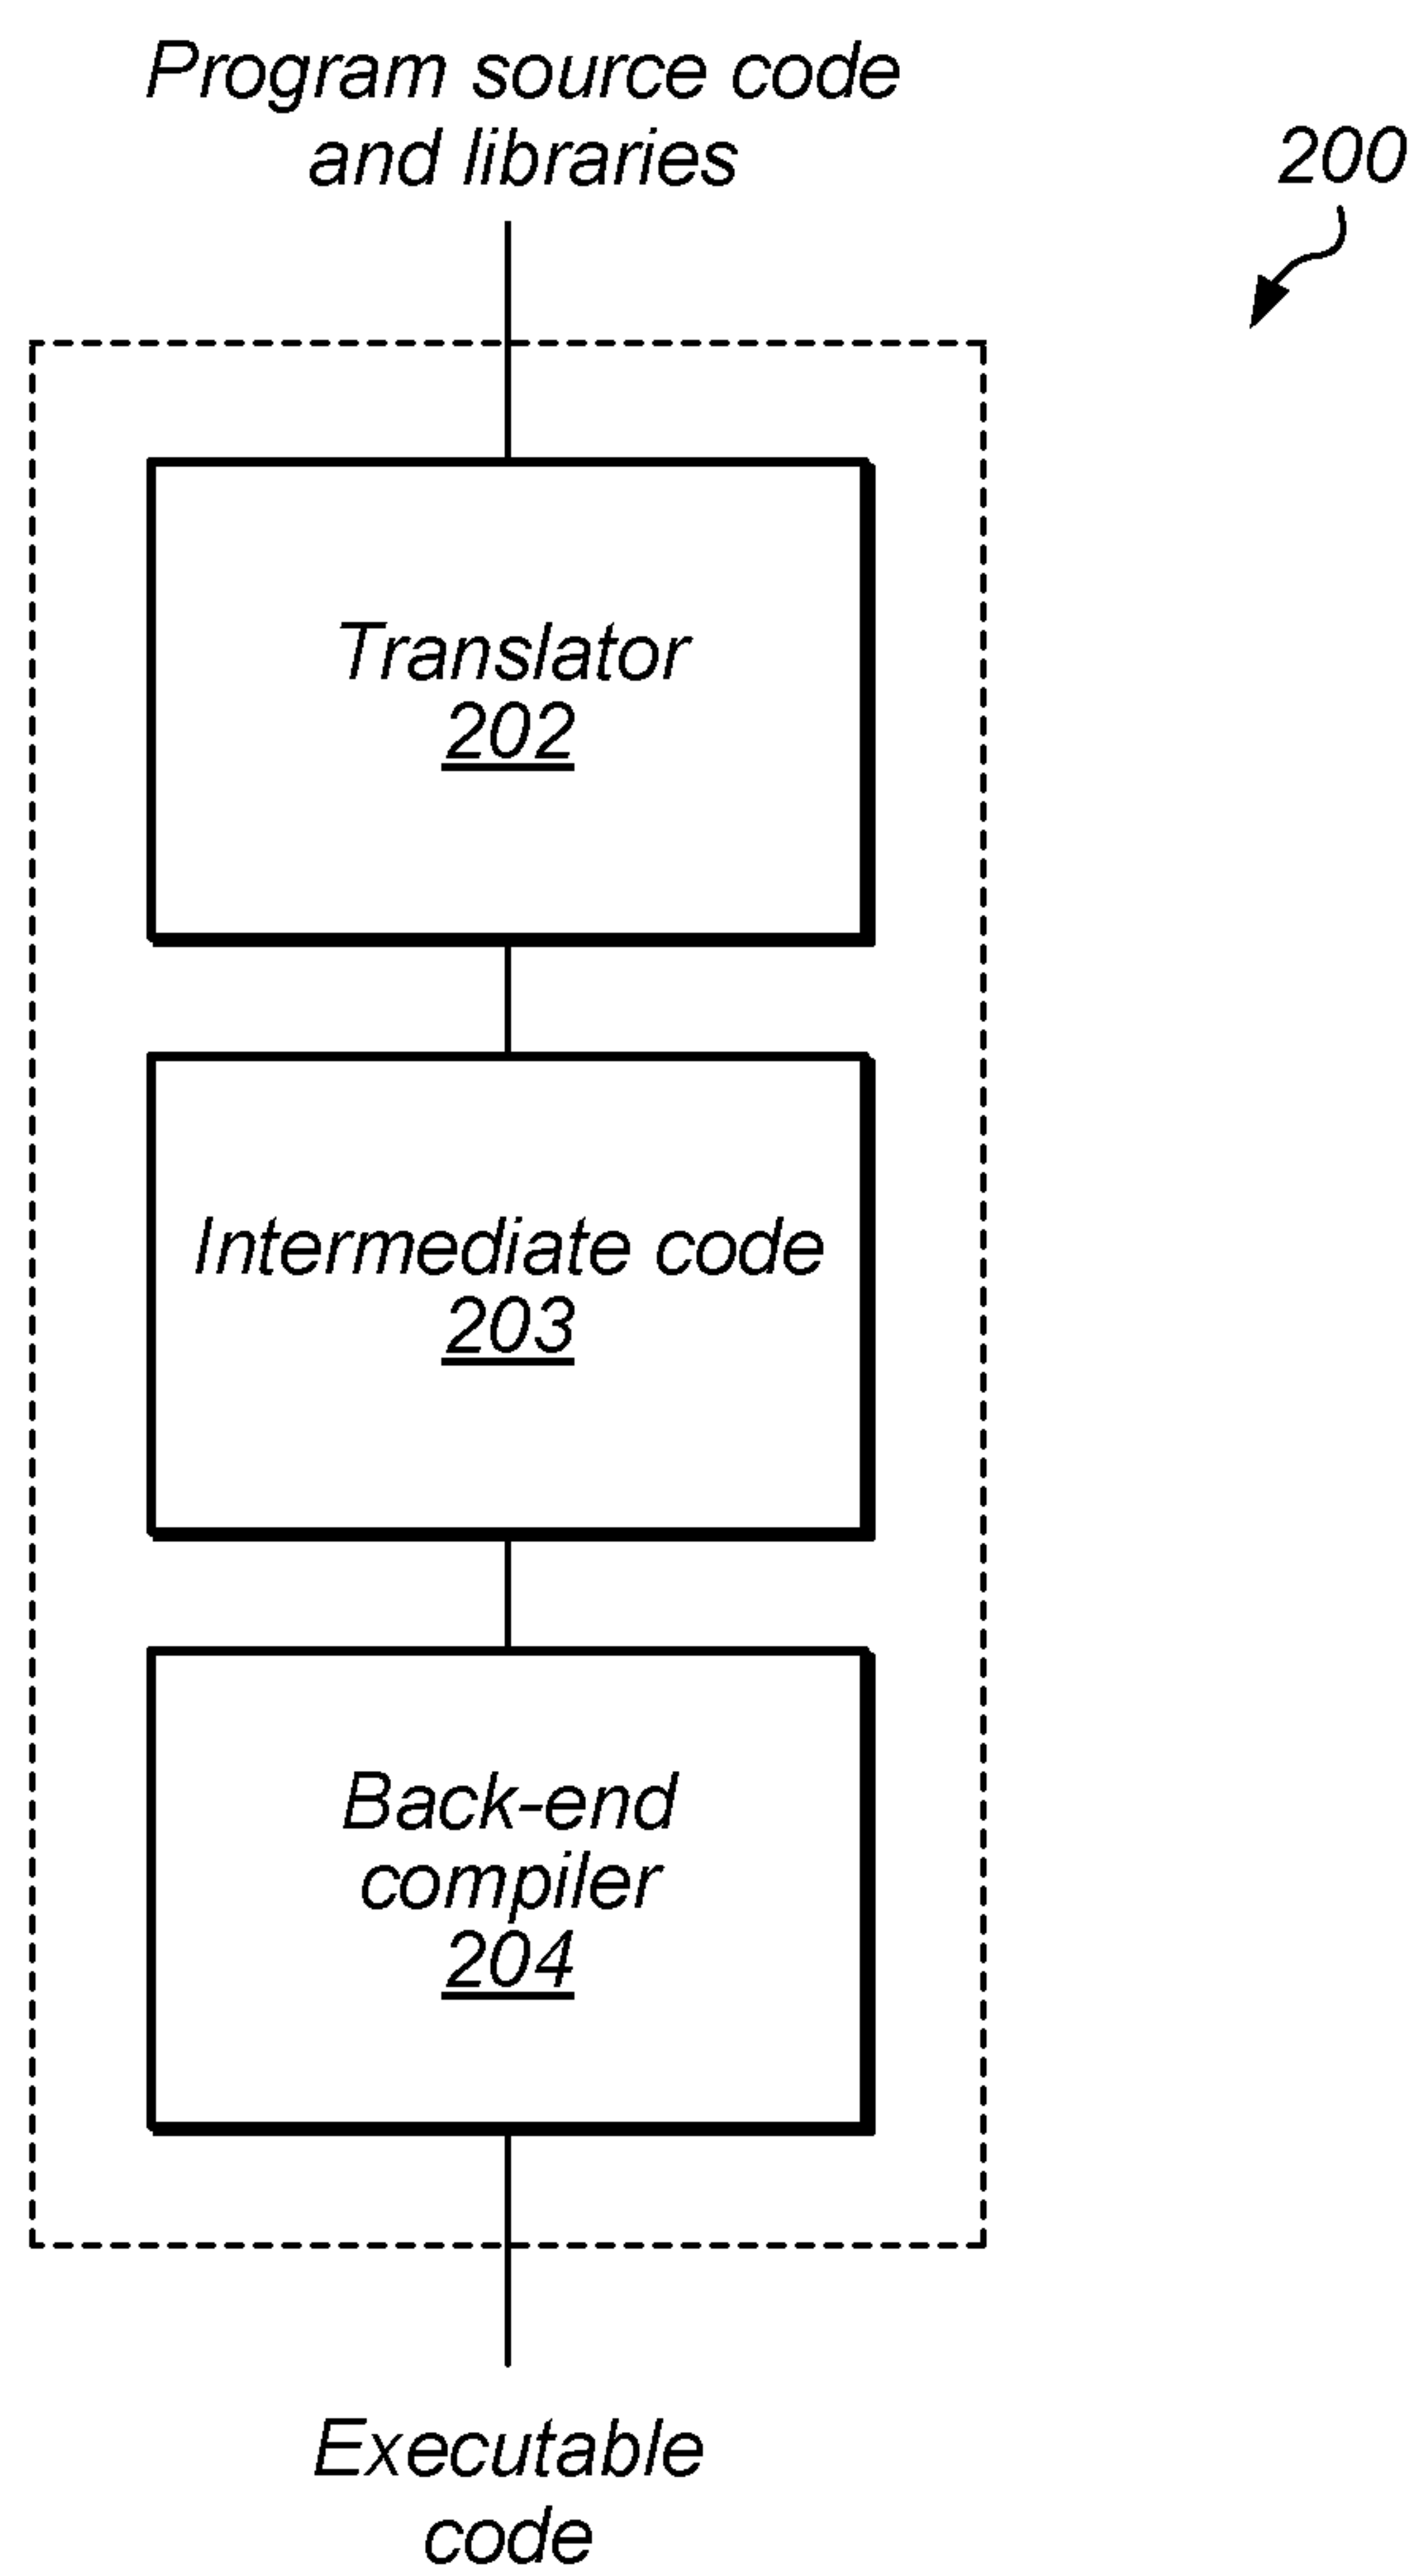 Program source code
and libraries
200
Translator
202
Intermediate code
203
Back-end
compiler
204
Executable
code